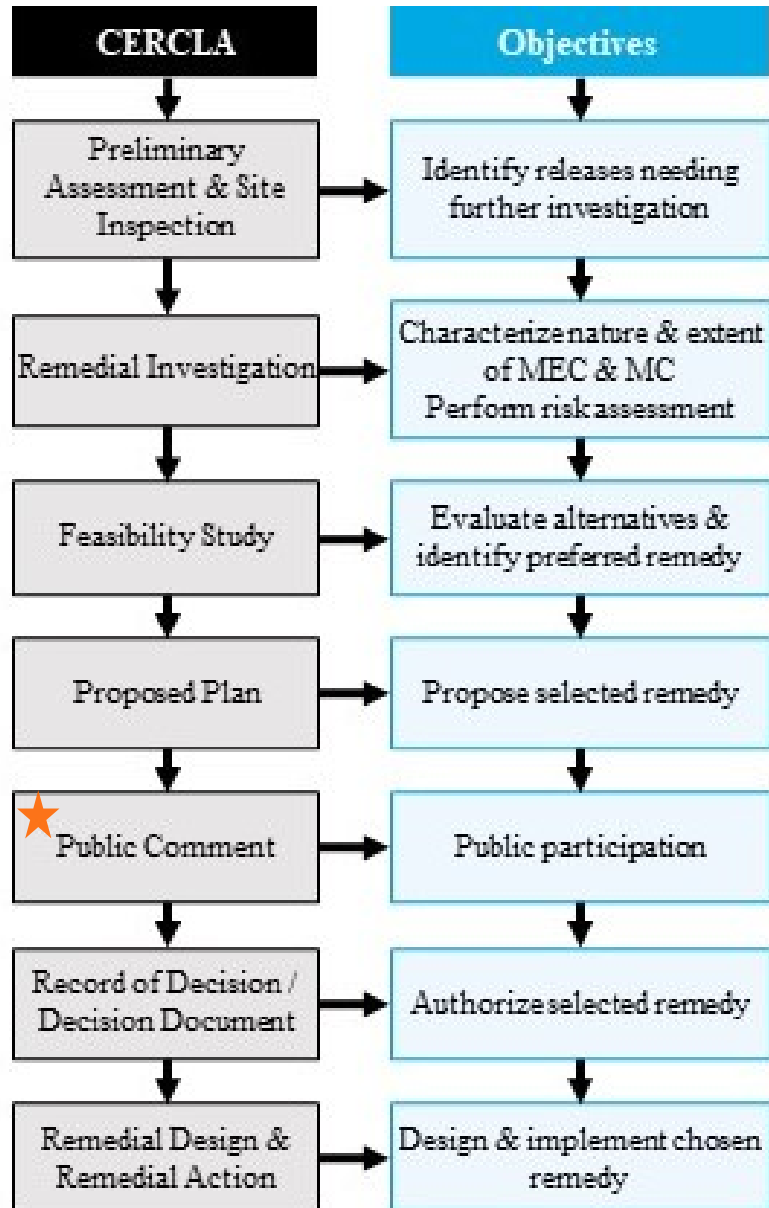 CERCLA
Objectives
Preliminary
Assessment & Site
Inspection
Identify releases needing
further investigation
Remedial Investigation
Characterize nature & extent
of MEC & MC
Perform risk assessment
Feasibility Study
Evaluate alternatives &
identify preferred remedy
Proposed Plan
Propose selected remedy
Public Comment
Public participation
Record of Decision /
Decision Document
Authorize selected remedy
Remedial Design &
Remedial Action
Design & implement chosen
remedy